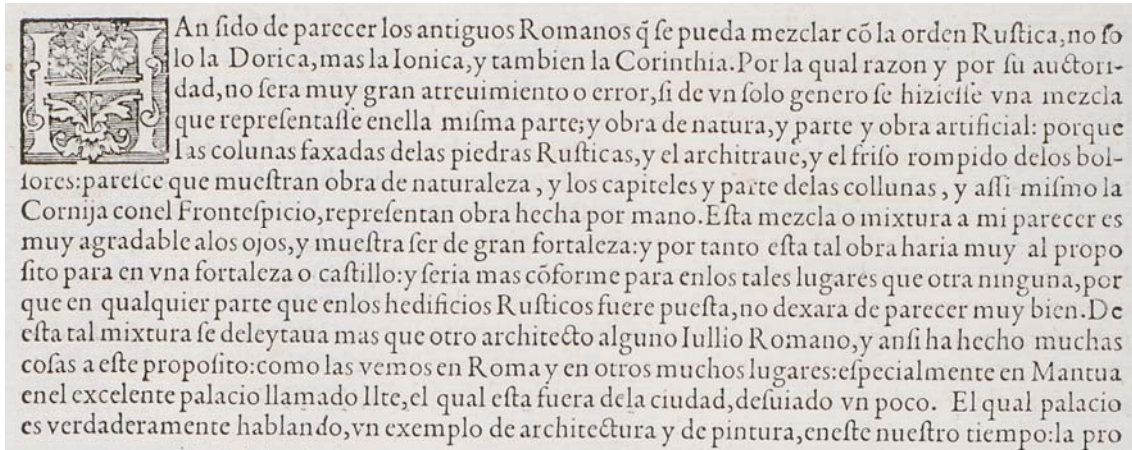 HAn ſido de parecer los antiguos Romanos q̃ ſe pueda mezclar cõ la orden Ruſtica,no ſo
lo la Dorica,mas la Ionica,y tambien la Corinthia.Por la qual razon y por ſu auctori-
dad,no ſera muy gran atreuimiento o error,ſi de vn ſolo genero ſe hizieſſe vna mezcla
que repreſentaſſe enella miſma parte;y obra de natura,y parte y obra artificial: porque
las colunas faxadas delas piedras Ruſticas,y el architraue,y el friſo rompido delos bol-
ſores:pareſce que mueſtran obra de naturaleza , y los capiteles y parte delas collunas , y aſſi miſmo la
Cornija conel Fronteſpicio,repreſentan obra hecha por mano.Eſta mezcla o mixtura a mi parecer es
muy agradable alos ojos,y mueſtra ſer de gran fortaleza:y por tanto eſta tal obra haria muy al propo
ſito para en vna fortaleza o caſtillo:y ſeria mas cõforme para enlos tales lugares que otra ninguna,por
que en qualquier parte que enlos hedificios Ruſticos fuere pueſta,no dexara de parecer muy bien.De
eſta tal mixtura ſe deleytaua mas que otro architecto alguno Iullio Romano,y anſi ha hecho muchas
coſas a eſte propoſito:como las vemos en Roma y en otros muchos lugares:eſpecialmente en Mantua
enel excelente palacio llamado Ilte,el qual eſta fuera dela ciudad,deſuiado vn poco. El qual palacio
es verdaderamente hablando,vn exemplo de architectura y de pintura,eneſte nueſtro tiempo:la pro